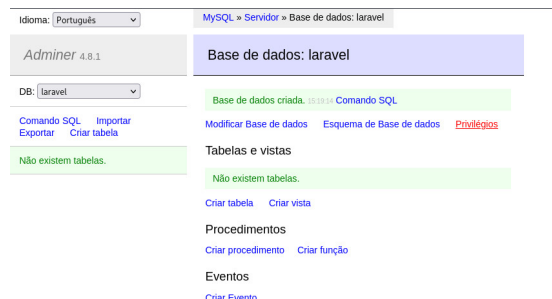 Idioma: Português
MySQL » Servidor » Base de dados: laravel
Adminer 4.8.1
Base de dados: laravel
DB: laravel
Comando SQL Importar
Exportar Criar tabela
Não existem tabelas.
Base de dados criada. 15:19:14 Comando SQL
Modificar Base de dados Esquema de Base de dados Privilégios
Tabelas e vistas
Não existem tabelas.
Criar tabela Criar vista
Procedimentos
Criar procedimento Criar função
Eventos
Criar Evento